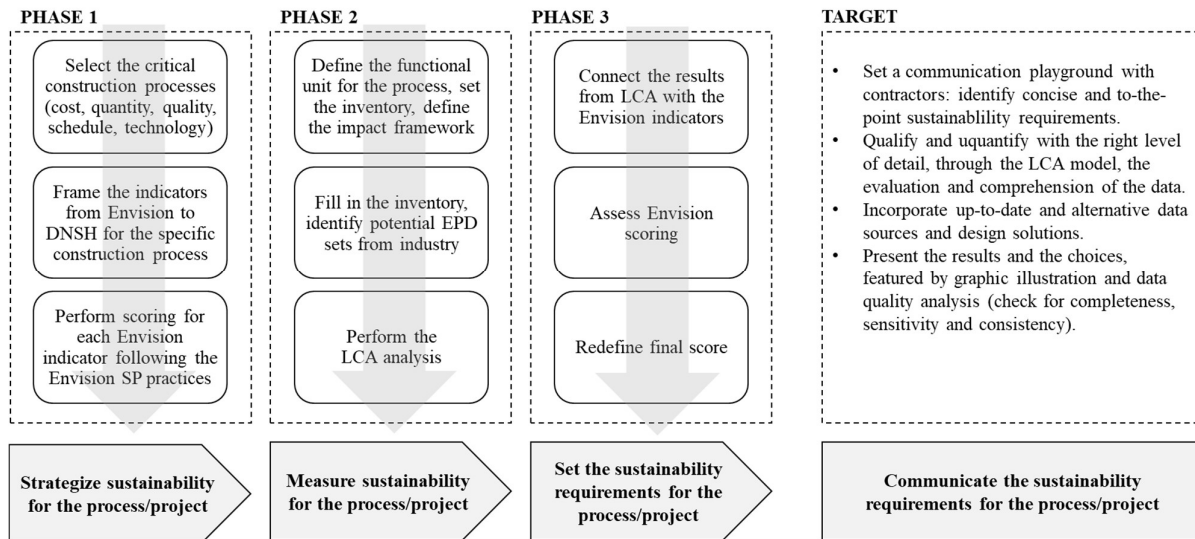 PHASE 1
Select the critical
construction processes
(cost, quantity, quality,
schedule, technology)
Frame the indicators
from Envision to
DNSH for the specific
construction process
Perform scoring for
each Envision
indicator following the
Envision SP practices
Strategize sustainability
for the process/project
PHASE 2
Define the functional
unit for the process, set
the inventory, define
the impact framework
Fill in the inventory,
identify potential EPD
sets from industry
Perform the
LCA analysis
Measure sustainability
for the process/project
PHASE 3
Connect the results
from LCA with the
Envision indicators
Assess Envision
scoring
Redefine final score
Set the sustainability
requirements for the
process/project
TARGET
• Set a communication playground with
contractors: identify concise and to-the-
point sustainablility requirements.
• Qualify and uquantify with the right level
of detail, through the LCA model, the
evaluation and comprehension of the data.
• Incorporate up-to-date and alternative data
sources and design solutions.
• Present the results and the choices,
featured by graphic illustration and data
quality analysis (check for completeness,
sensitivity and consistency).
Communicate the sustainability
requirements for the process/project